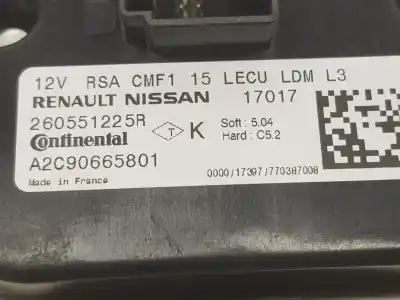 12V RSA CMF1 15 LECU LDM L3
RENAULT NISSAN 17017
260551225R
Continental T K Soft : 5.04
Hard : C5.2
A2C90665801
Made in France
0000/17397/770387008